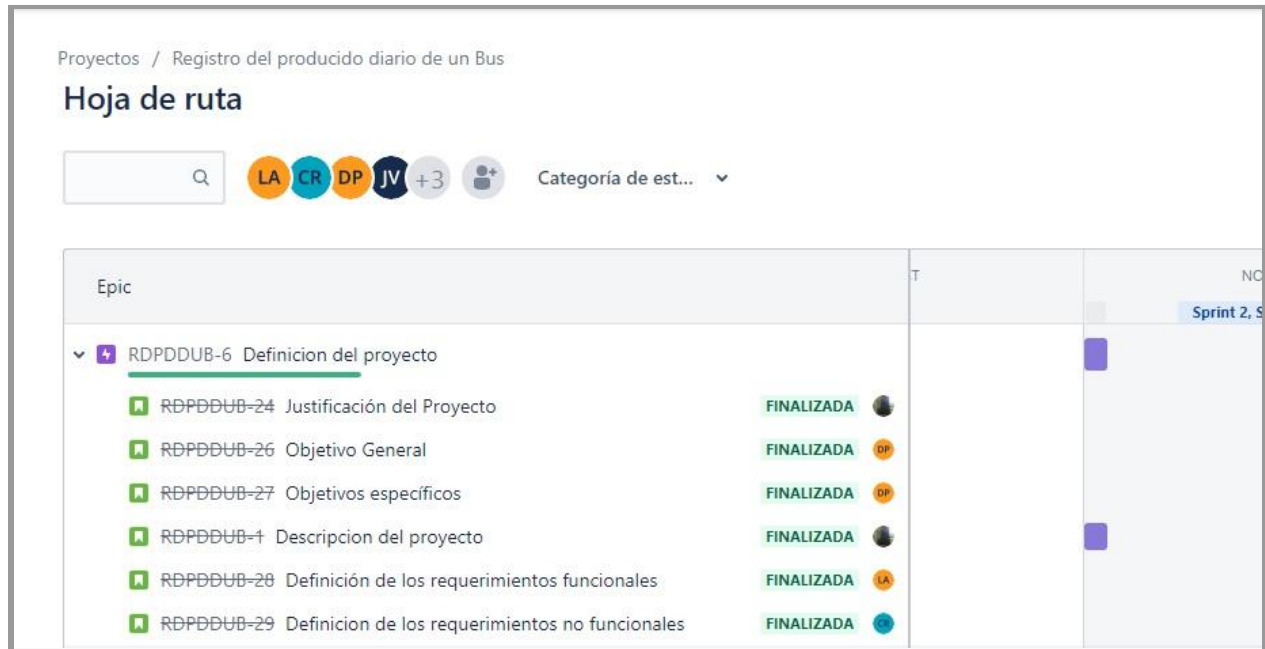 Proyectos / Registro del producido diario de un Bus
Hoja de ruta
LA CR DP JV +3 Categoría de est...
Epic
T NO
Sprint 2, S
RDPDDUB-6 Definicion del proyecto
RDPDDUB-24 Justificación del Proyecto FINALIZADA
RDPDDUB-26 Objetivo General FINALIZADA DP
RDPDDUB-27 Objetivos específicos FINALIZADA DP
RDPDDUB-1 Descripcion del proyecto FINALIZADA
RDPDDUB-28 Definición de los requerimientos funcionales FINALIZADA LA
RDPDDUB-29 Definicion de los requerimientos no funcionales FINALIZADA CR